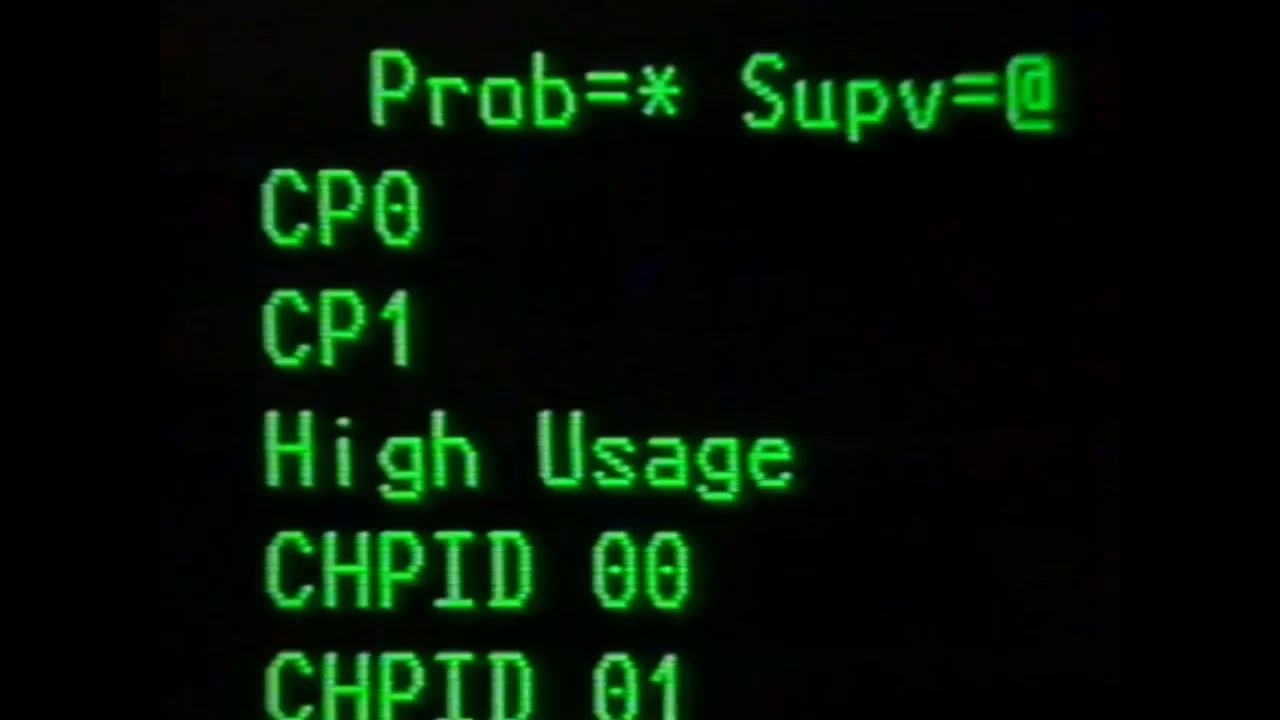 Prob=* Supv=@
CP0
CP1
High Usage
CHPID 00
CHPID 01